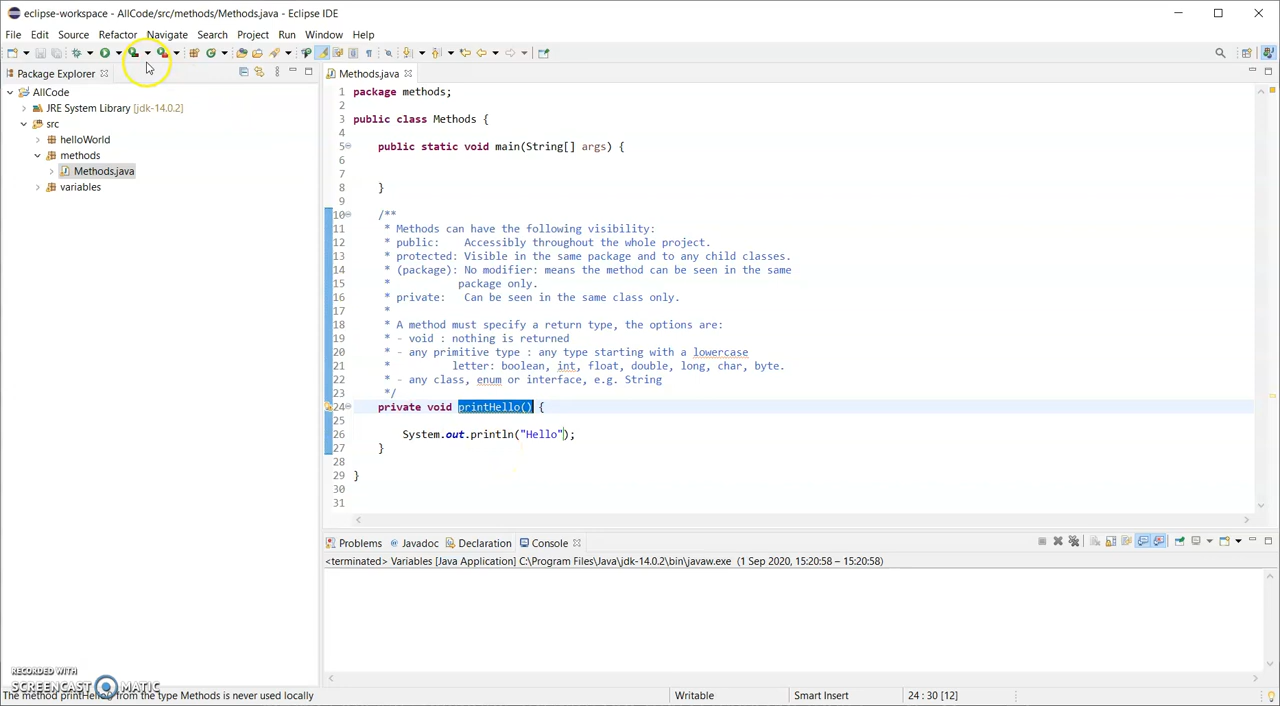 eclipse-workspace - AllCode/src/methods/Methods.java - Eclipse IDE
File Edit Source Refactor Navigate Search Project Run Window Help
Package Explorer
AllCode
JRE System Library [jdk-14.0.2]
src
helloWorld
methods
Methods.java
variables
Methods.java
1 package methods;
2
3 public class Methods {
4
5 public static void main(String[] args) {
6
7
8 }
9
10 /**
11 * Methods can have the following visibility:
12 * public: Accessibly throughout the whole project.
13 * protected: Visible in the same package and to any child classes.
14 * (package): No modifier: means the method can be seen in the same
15 * package only.
16 * private: Can be seen in the same class only.
17 *
18 * A method must specify a return type, the options are:
19 * - void : nothing is returned
20 * - any primitive type : any type starting with a lowercase
21 * letter: boolean, int, float, double, long, char, byte.
22 * - any class, enum or interface, e.g. String
23 */
24 private void printHello() {
25
26 System.out.println("Hello");
27 }
28
29 }
30
31
Problems Javadoc Declaration Console
<terminated> Variables [Java Application] C:\Program Files\Java\jdk-14.0.2\bin\javaw.exe (1 Sep 2020, 15:20:58 – 15:20:58)
RECORDED WITH
SCREENCAST MATIC
The method printHello() from the type Methods is never used locally
Writable Smart Insert 24 : 30 [12]